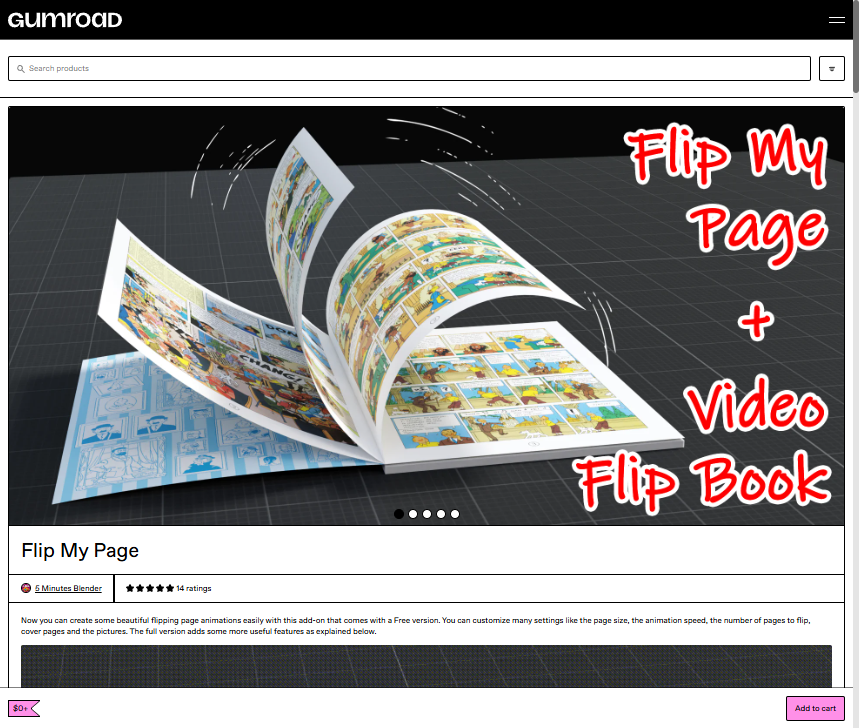 GUMROAD
Search products
Flip My
Page
+
Video
Flip Book
CHANG!
Flip My Page
5 Minutes Blender
14 ratings
Now you can create some beautiful flipping page animations easily with this add-on that comes with a Free version. You can customize many settings like the page size, the animation speed, the number of pages to flip,
cover pages and the pictures. The full version adds some more useful features as explained below.
$0+
Add to cart